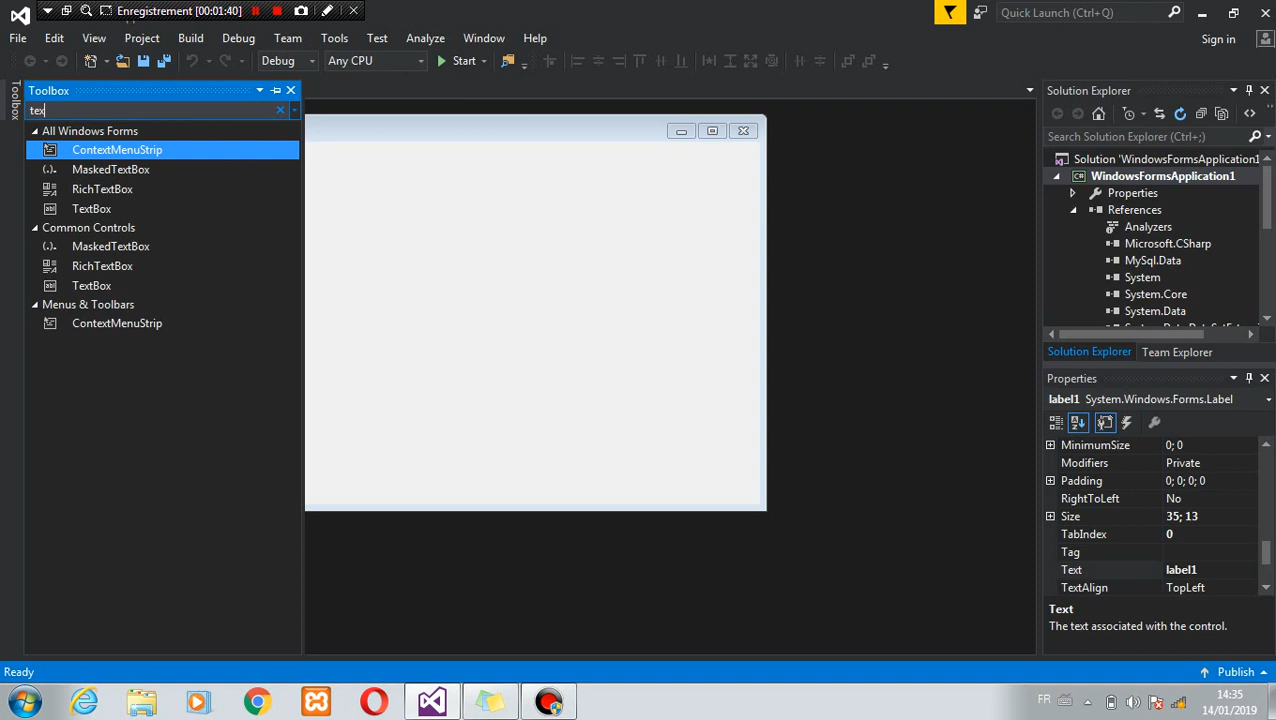 Enregistrement [00:01:40]
Quick Launch (Ctrl+Q)
File Edit View Project Build Debug Team Tools Test Analyze Window Help
Sign in
Debug Any CPU Start
Toolbox
Toolbox
tex
All Windows Forms
ContextMenuStrip
MaskedTextBox
RichTextBox
TextBox
Common Controls
MaskedTextBox
RichTextBox
TextBox
Menus & Toolbars
ContextMenuStrip
Solution Explorer
Search Solution Explorer (Ctrl+;)
Solution 'WindowsFormsApplication1
WindowsFormsApplication1
Properties
References
Analyzers
Microsoft.CSharp
MySql.Data
System
System.Core
System.Data
Solution Explorer Team Explorer
Properties
label1 System.Windows.Forms.Label
MinimumSize 0; 0
Modifiers Private
Padding 0; 0; 0; 0
RightToLeft No
Size 35; 13
TabIndex 0
Tag
Text label1
TextAlign TopLeft
Text
The text associated with the control.
Ready
Publish
FR
14:35
14/01/2019